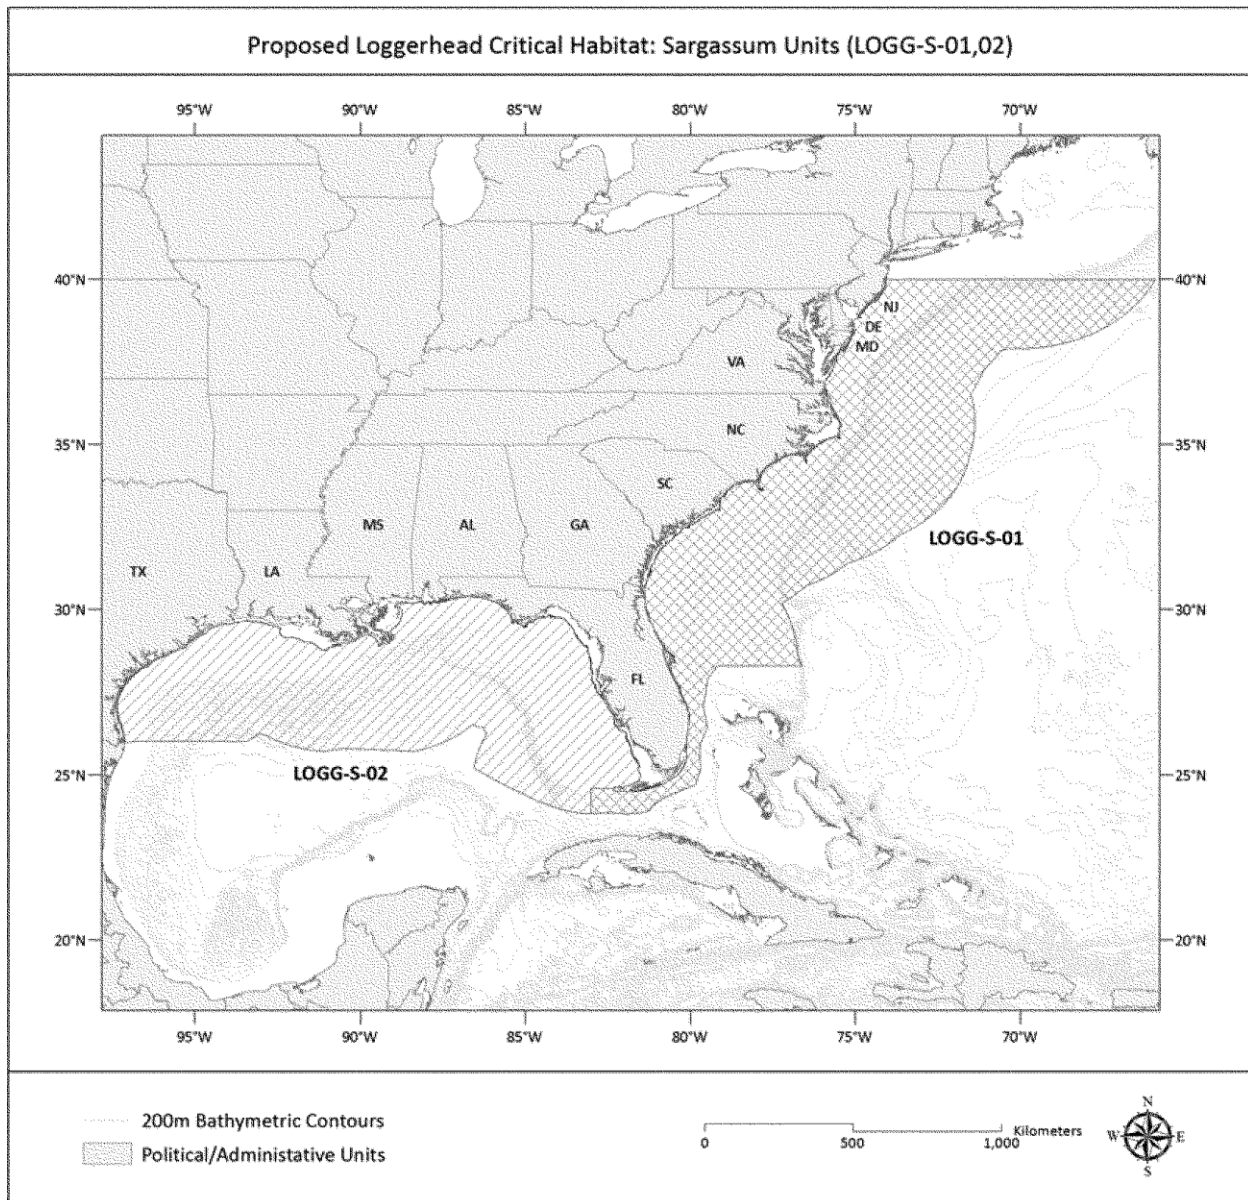 Proposed Loggerhead Critical Habitat: Sargassum Units (LOGG-S-01,02)
95°W 90°W 85°W 80°W 75°W 70°W
40°N 40°N
NJ
DE
MD
VA
NC
35°N 35°N
SC
MS AL GA
LOGG-S-01
TX LA
30°N 30°N
FL
LOGG-S-02
25°N 25°N
20°N 20°N
95°W 90°W 85°W 80°W 75°W 70°W
200m Bathymetric Contours
Political/Administative Units
Kilometers
0 500 1,000
N
W E
S